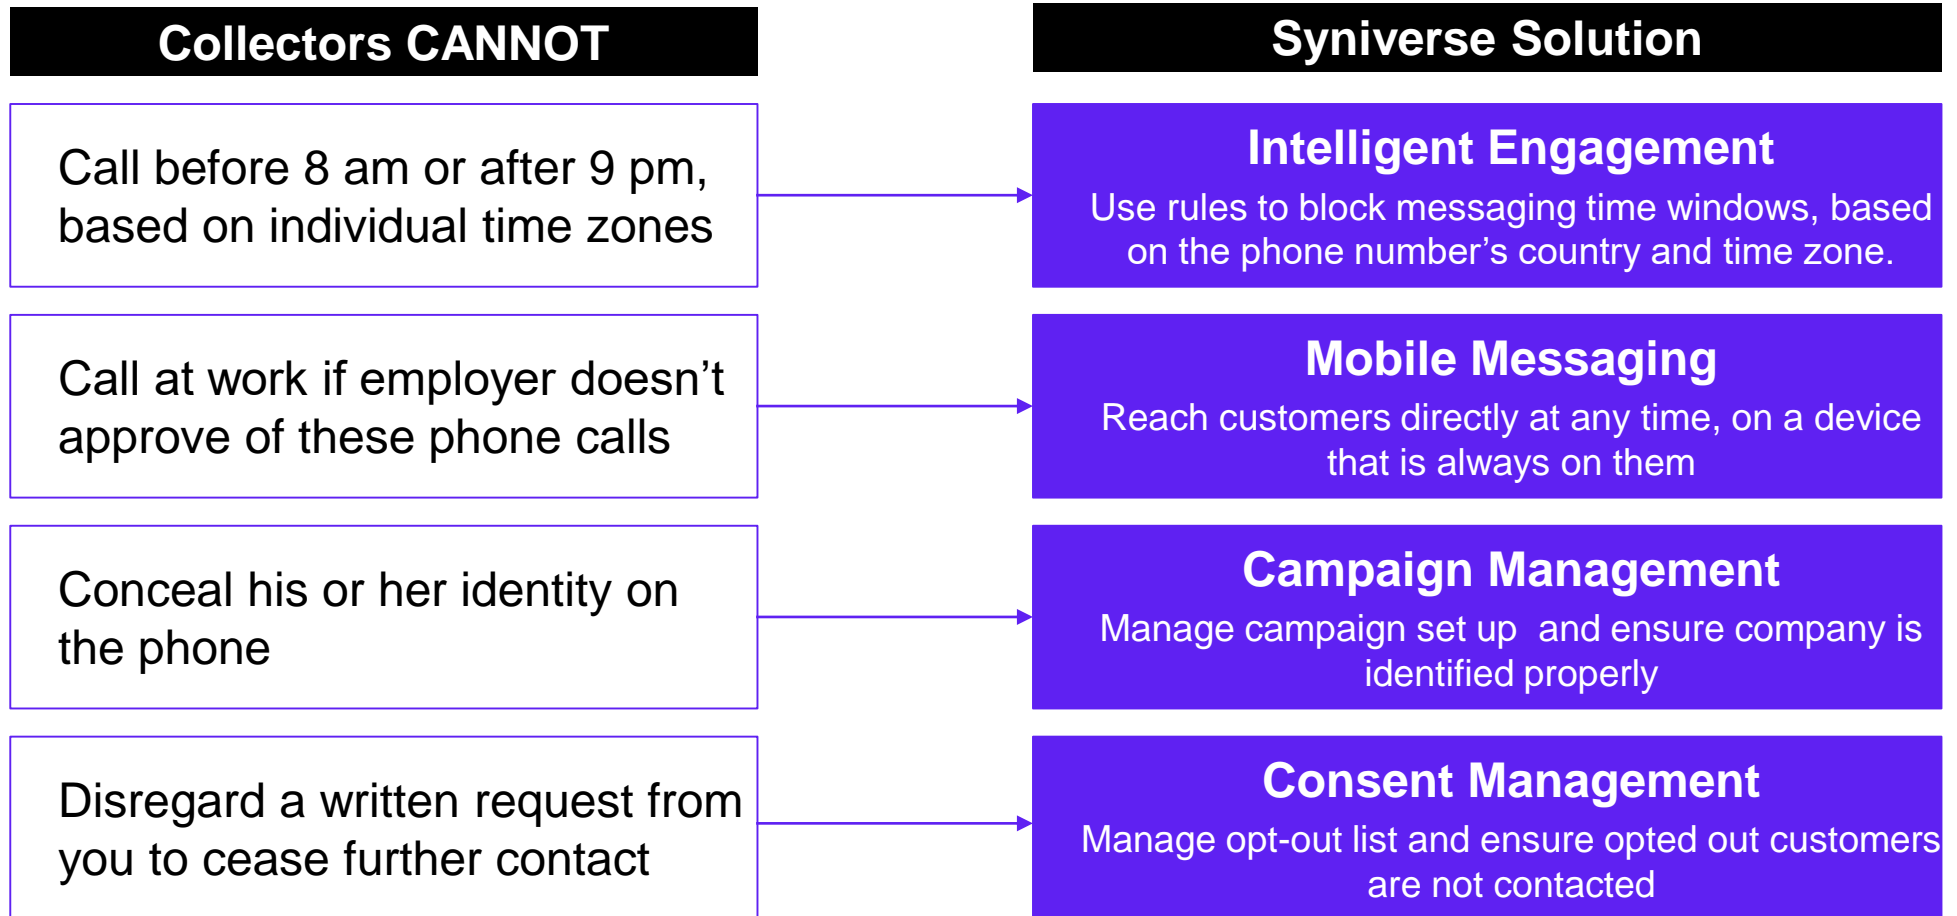 Collectors CANNOT
Syniverse Solution
Call before 8 am or after 9 pm,
based on individual time zones
Intelligent Engagement
Use rules to block messaging time windows, based
on the phone number’s country and time zone.
Call at work if employer doesn’t
approve of these phone calls
Mobile Messaging
Reach customers directly at any time, on a device
that is always on them
Conceal his or her identity on
the phone
Campaign Management
Manage campaign set up  and ensure company is
identified properly
Disregard a written request from
you to cease further contact
Consent Management
Manage opt-out list and ensure opted out customers
are not contacted